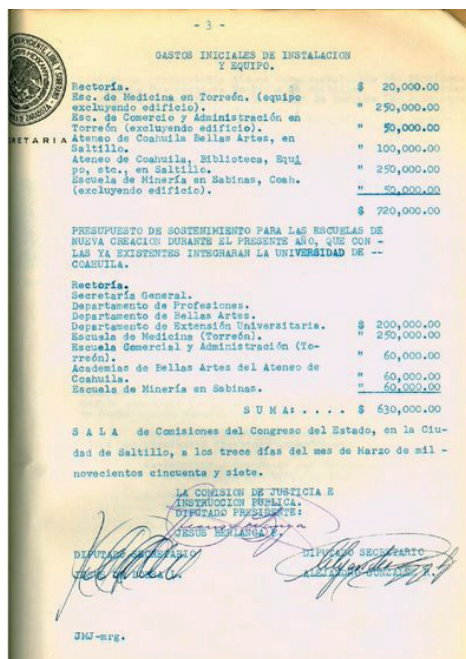 - 3 -
GASTOS INICIALES DE INSTALACION
Y EQUIPO.
Rectoría. $ 20,000.00
Esc. de Medicina en Torreón. (equipo
excluyendo edificio). " 250,000.00
Esc. de Comercio y Administración en
Torreón (excluyendo edificio). " 50,000.00
Ateneo de Coahuila Bellas Artes, en
Saltillo. " 100,000.00
Ateneo de Coahuila, Biblioteca, Equi
po, etc., en Saltillo. " 250,000.00
Escuela de Minería en Sabinas, Coah.
(excluyendo edificio). " 50,000.00
$ 720,000.00
PRESUPUESTO DE SOSTENIMIENTO PARA LAS ESCUELAS DE
NUEVA CREACION DURANTE EL PRESENTE AÑO, QUE CON -
LAS YA EXISTENTES INTEGRARAN LA UNIVERSIDAD DE --
COAHUILA.
Rectoría.
Secretaría General.
Departamento de Profesiones.
Departamento de Bellas Artes.
Departamento de Extensión Universitaria. $ 200,000.00
Escuela de Medicina (Torreón). " 250,000.00
Escuela Comercial y Administración (To-
rreón). " 60,000.00
Academias de Bellas Artes del Ateneo de
Coahuila. " 60,000.00
Escuela de Minería en Sabinas. " 60,000.00
S U M A: . . . . $ 630,000.00
S A L A de Comisiones del Congreso del Estado, en la Ciu-
dad de Saltillo, a los trece días del mes de Marzo de mil -
novecientos cincuenta y siete.
LA COMISION DE JUSTICIA E
INSTRUCCION PUBLICA.
DIPUTADO PRESIDENTE:
JESUS BERLANGA
DIPUTADO SECRETARIO DIPUTADO SECRETARIO
ALEJANDRO GONZALEZ
JMJ-mrg.